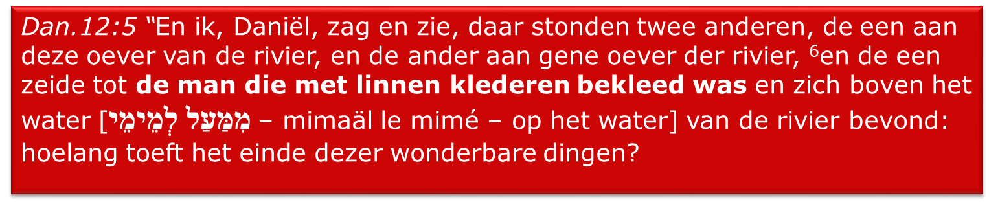 Dan.12:5 “En ik, Daniël, zag en zie, daar stonden twee anderen, de een aan
deze oever van de rivier, en de ander aan gene oever der rivier, ⁶en de een
zeide tot de man die met linnen klederen bekleed was en zich boven het
water [מִמַּעַל לְמֵימֵי – mimaäl le mimé – op het water] van de rivier bevond:
hoelang toeft het einde dezer wonderbare dingen?